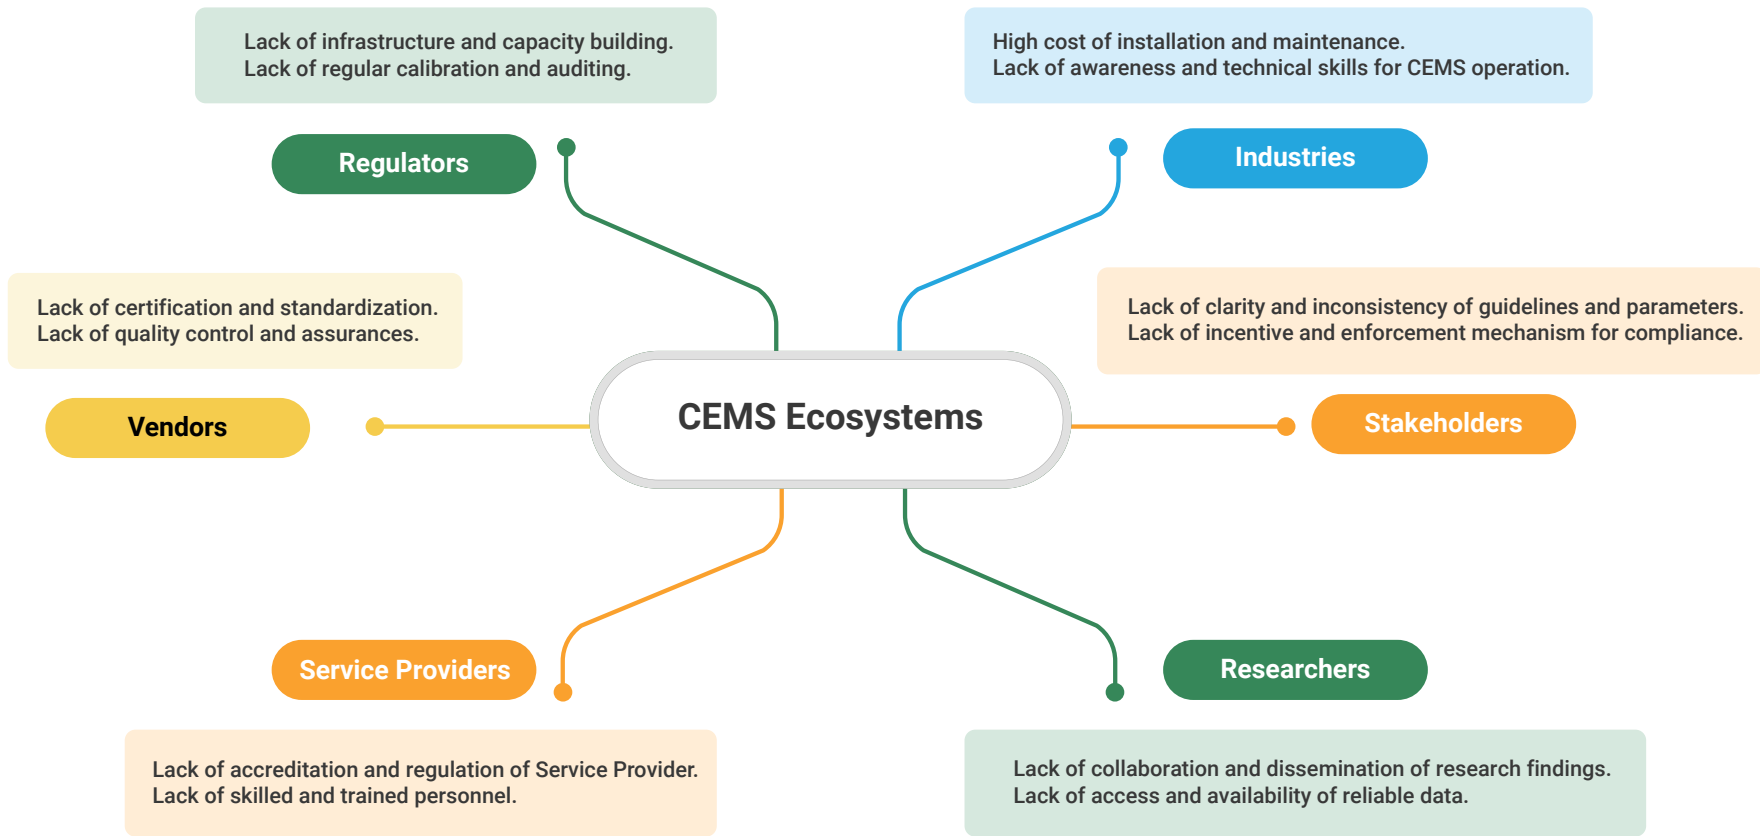 Lack of infrastructure and capacity building.
Lack of regular calibration and auditing.
Regulators
High cost of installation and maintenance.
Lack of awareness and technical skills for CEMS operation.
Industries
Lack of certification and standardization.
Lack of quality control and assurances.
Vendors
CEMS Ecosystems
Lack of clarity and inconsistency of guidelines and parameters.
Lack of incentive and enforcement mechanism for compliance.
Stakeholders
Service Providers
Lack of accreditation and regulation of Service Provider.
Lack of skilled and trained personnel.
Researchers
Lack of collaboration and dissemination of research findings.
Lack of access and availability of reliable data.